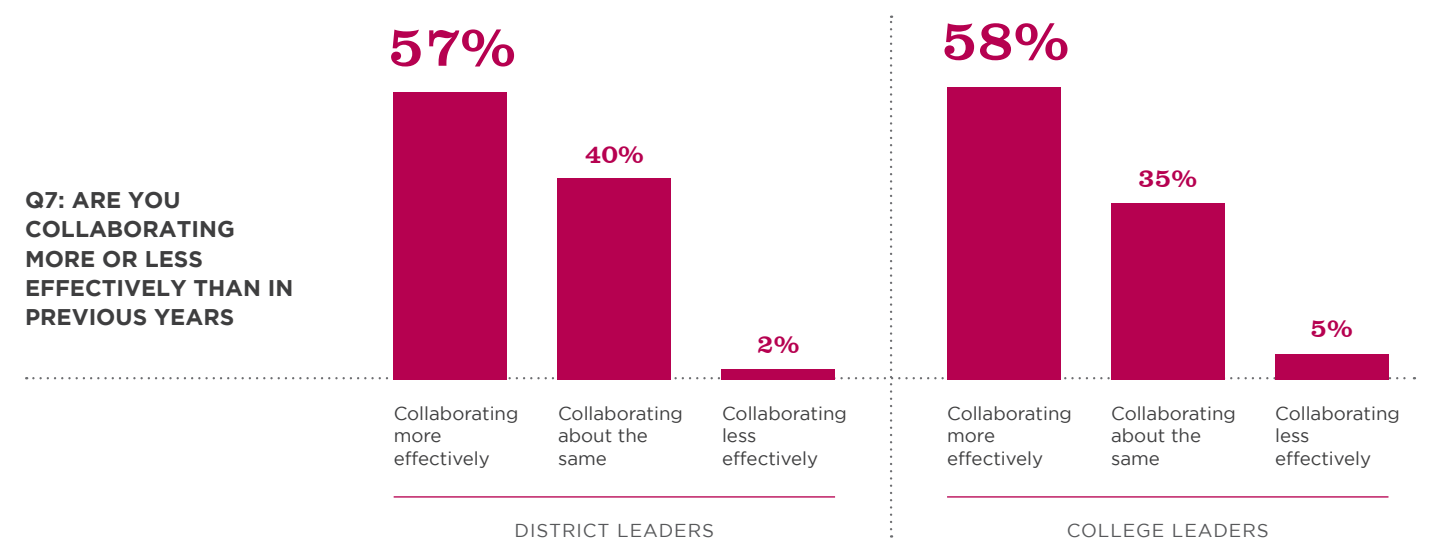 Q7: ARE YOU
COLLABORATING
MORE OR LESS
EFFECTIVELY THAN IN
PREVIOUS YEARS
57%
40%
2%
Collaborating
more
effectively
Collaborating
about the
same
Collaborating
less
effectively
DISTRICT LEADERS
58%
35%
5%
Collaborating
more
effectively
Collaborating
about the
same
Collaborating
less
effectively
COLLEGE LEADERS